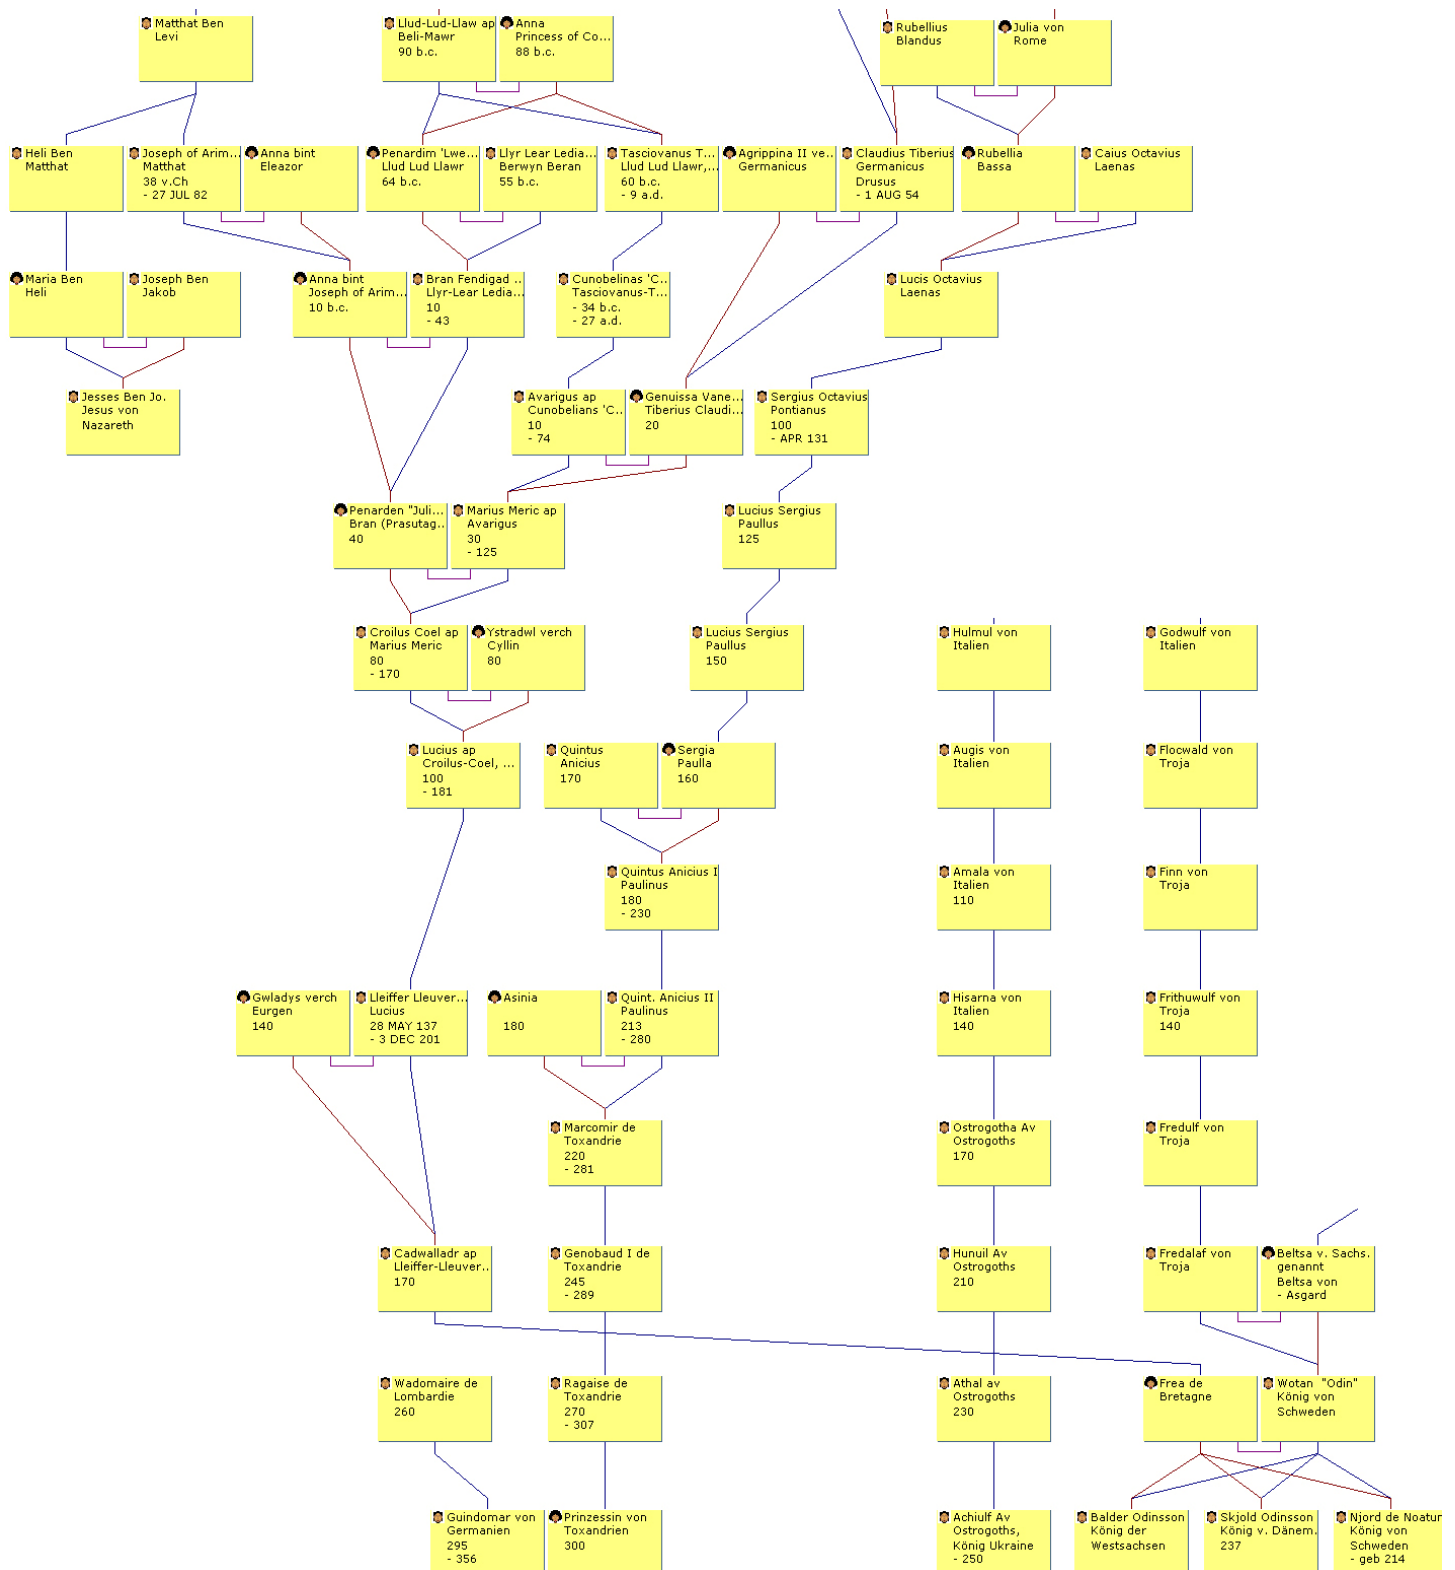 Matthat Ben
Levi
Llud-Lud-Llaw ap
Beli-Mawr
90 b.c.
Anna
Princess of Co...
88 b.c.
Rubellius
Blandus
Julia von
Rome
Heli Ben
Matthat
Joseph of Arim...
Matthat
38 v.Ch
- 27 JUL 82
Anna bint
Eleazor
Penardim 'Lwe...
Llud Lud Llawr
64 b.c.
Llyr Lear Ledia...
Berwyn Beran
55 b.c.
Tasciovanus T...
Llud Lud Llawr,...
60 b.c.
- 9 a.d.
Agrippina II ve...
Germanicus
Claudius Tiberius
Germanicus
Drusus
- 1 AUG 54
Rubellia
Bassa
Caius Octavius
Laenas
Maria Ben
Heli
Joseph Ben
Jakob
Anna bint
Joseph of Arim...
10 b.c.
Bran Fendigad ..
Llyr-Lear Ledia...
10
- 43
Cunobelinas 'C...
Tasciovanus-T...
- 34 b.c.
- 27 a.d.
Lucis Octavius
Laenas
Jesses Ben Jo.
Jesus von
Nazareth
Avarigus ap
Cunobelians 'C..
10
- 74
Genuissa Vane...
Tiberius Claudi...
20
Sergius Octavius
Pontianus
100
- APR 131
Penarden "Juli...
Bran (Prasutag..
40
Marius Meric ap
Avarigus
30
- 125
Lucius Sergius
Paullus
125
Croilus Coel ap
Marius Meric
80
- 170
Ystradwl verch
Cyllin
80
Lucius Sergius
Paullus
150
Hulmul von
Italien
Godwulf von
Italien
Lucius ap
Croilus-Coel, ...
100
- 181
Quintus
Anicius
170
Sergia
Paulla
160
Augis von
Italien
Flocwald von
Troja
Quintus Anicius I
Paulinus
180
- 230
Amala von
Italien
110
Finn von
Troja
Gwladys verch
Eurgen
140
Lleiffer Lleuver...
Lucius
28 MAY 137
- 3 DEC 201
Asinia
180
Quint. Anicius II
Paulinus
213
- 280
Hisarna von
Italien
140
Frithuwulf von
Troja
140
Marcomir de
Toxandrie
220
- 281
Ostrogotha Av
Ostrogoths
170
Fredulf von
Troja
Cadwalladr ap
Lleiffer-Lleuver..
170
Genobaud I de
Toxandrie
245
- 289
Hunuil Av
Ostrogoths
210
Fredalaf von
Troja
Beltsa v. Sachs.
genannt
Beltsa von
- Asgard
Wadomaire de
Lombardie
260
Ragaise de
Toxandrie
270
- 307
Athal av
Ostrogoths
230
Frea de
Bretagne
Wotan "Odin"
König von
Schweden
Guindomar von
Germanien
295
- 356
Prinzessin von
Toxandrien
300
Achiulf Av
Ostrogoths,
König Ukraine
- 250
Balder Odinsson
König der
Westsachsen
Skjold Odinsson
König v. Dänem.
237
Njord de Noatur
König von
Schweden
- geb 214